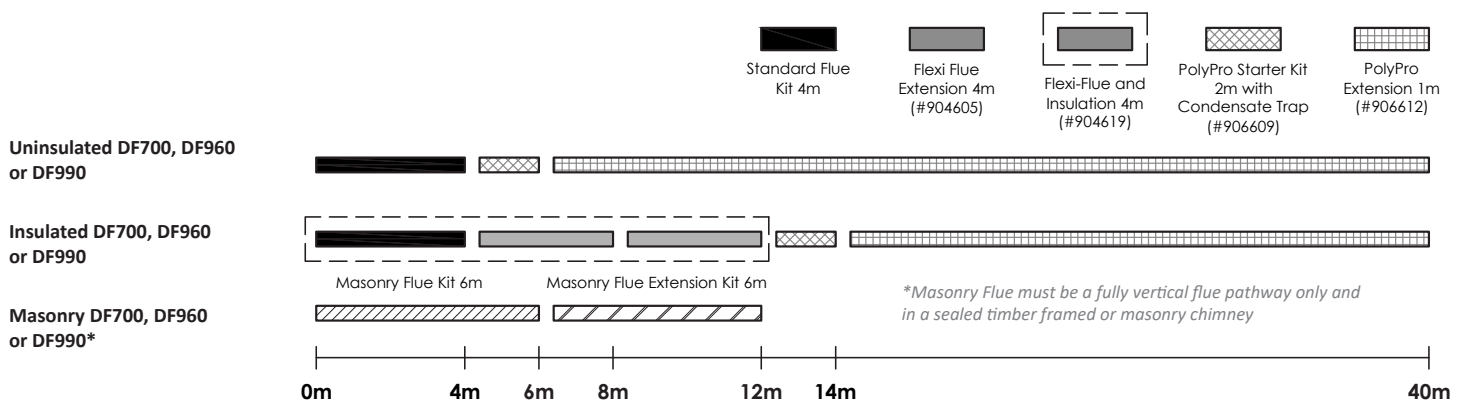 Standard Flue
Kit 4m
Flexi Flue
Extension 4m
(#904605)
Flexi-Flue and
Insulation 4m
(#904619)
PolyPro Starter Kit
2m with
Condensate Trap
(#906609)
PolyPro
Extension 1m
(#906612)
Uninsulated DF700, DF960
or DF990
Insulated DF700, DF960
or DF990
Masonry Flue Kit 6m
Masonry Flue Extension Kit 6m
Masonry DF700, DF960
or DF990*
*Masonry Flue must be a fully vertical flue pathway only and
in a sealed timber framed or masonry chimney
0m 4m 6m 8m 12m 14m 40m